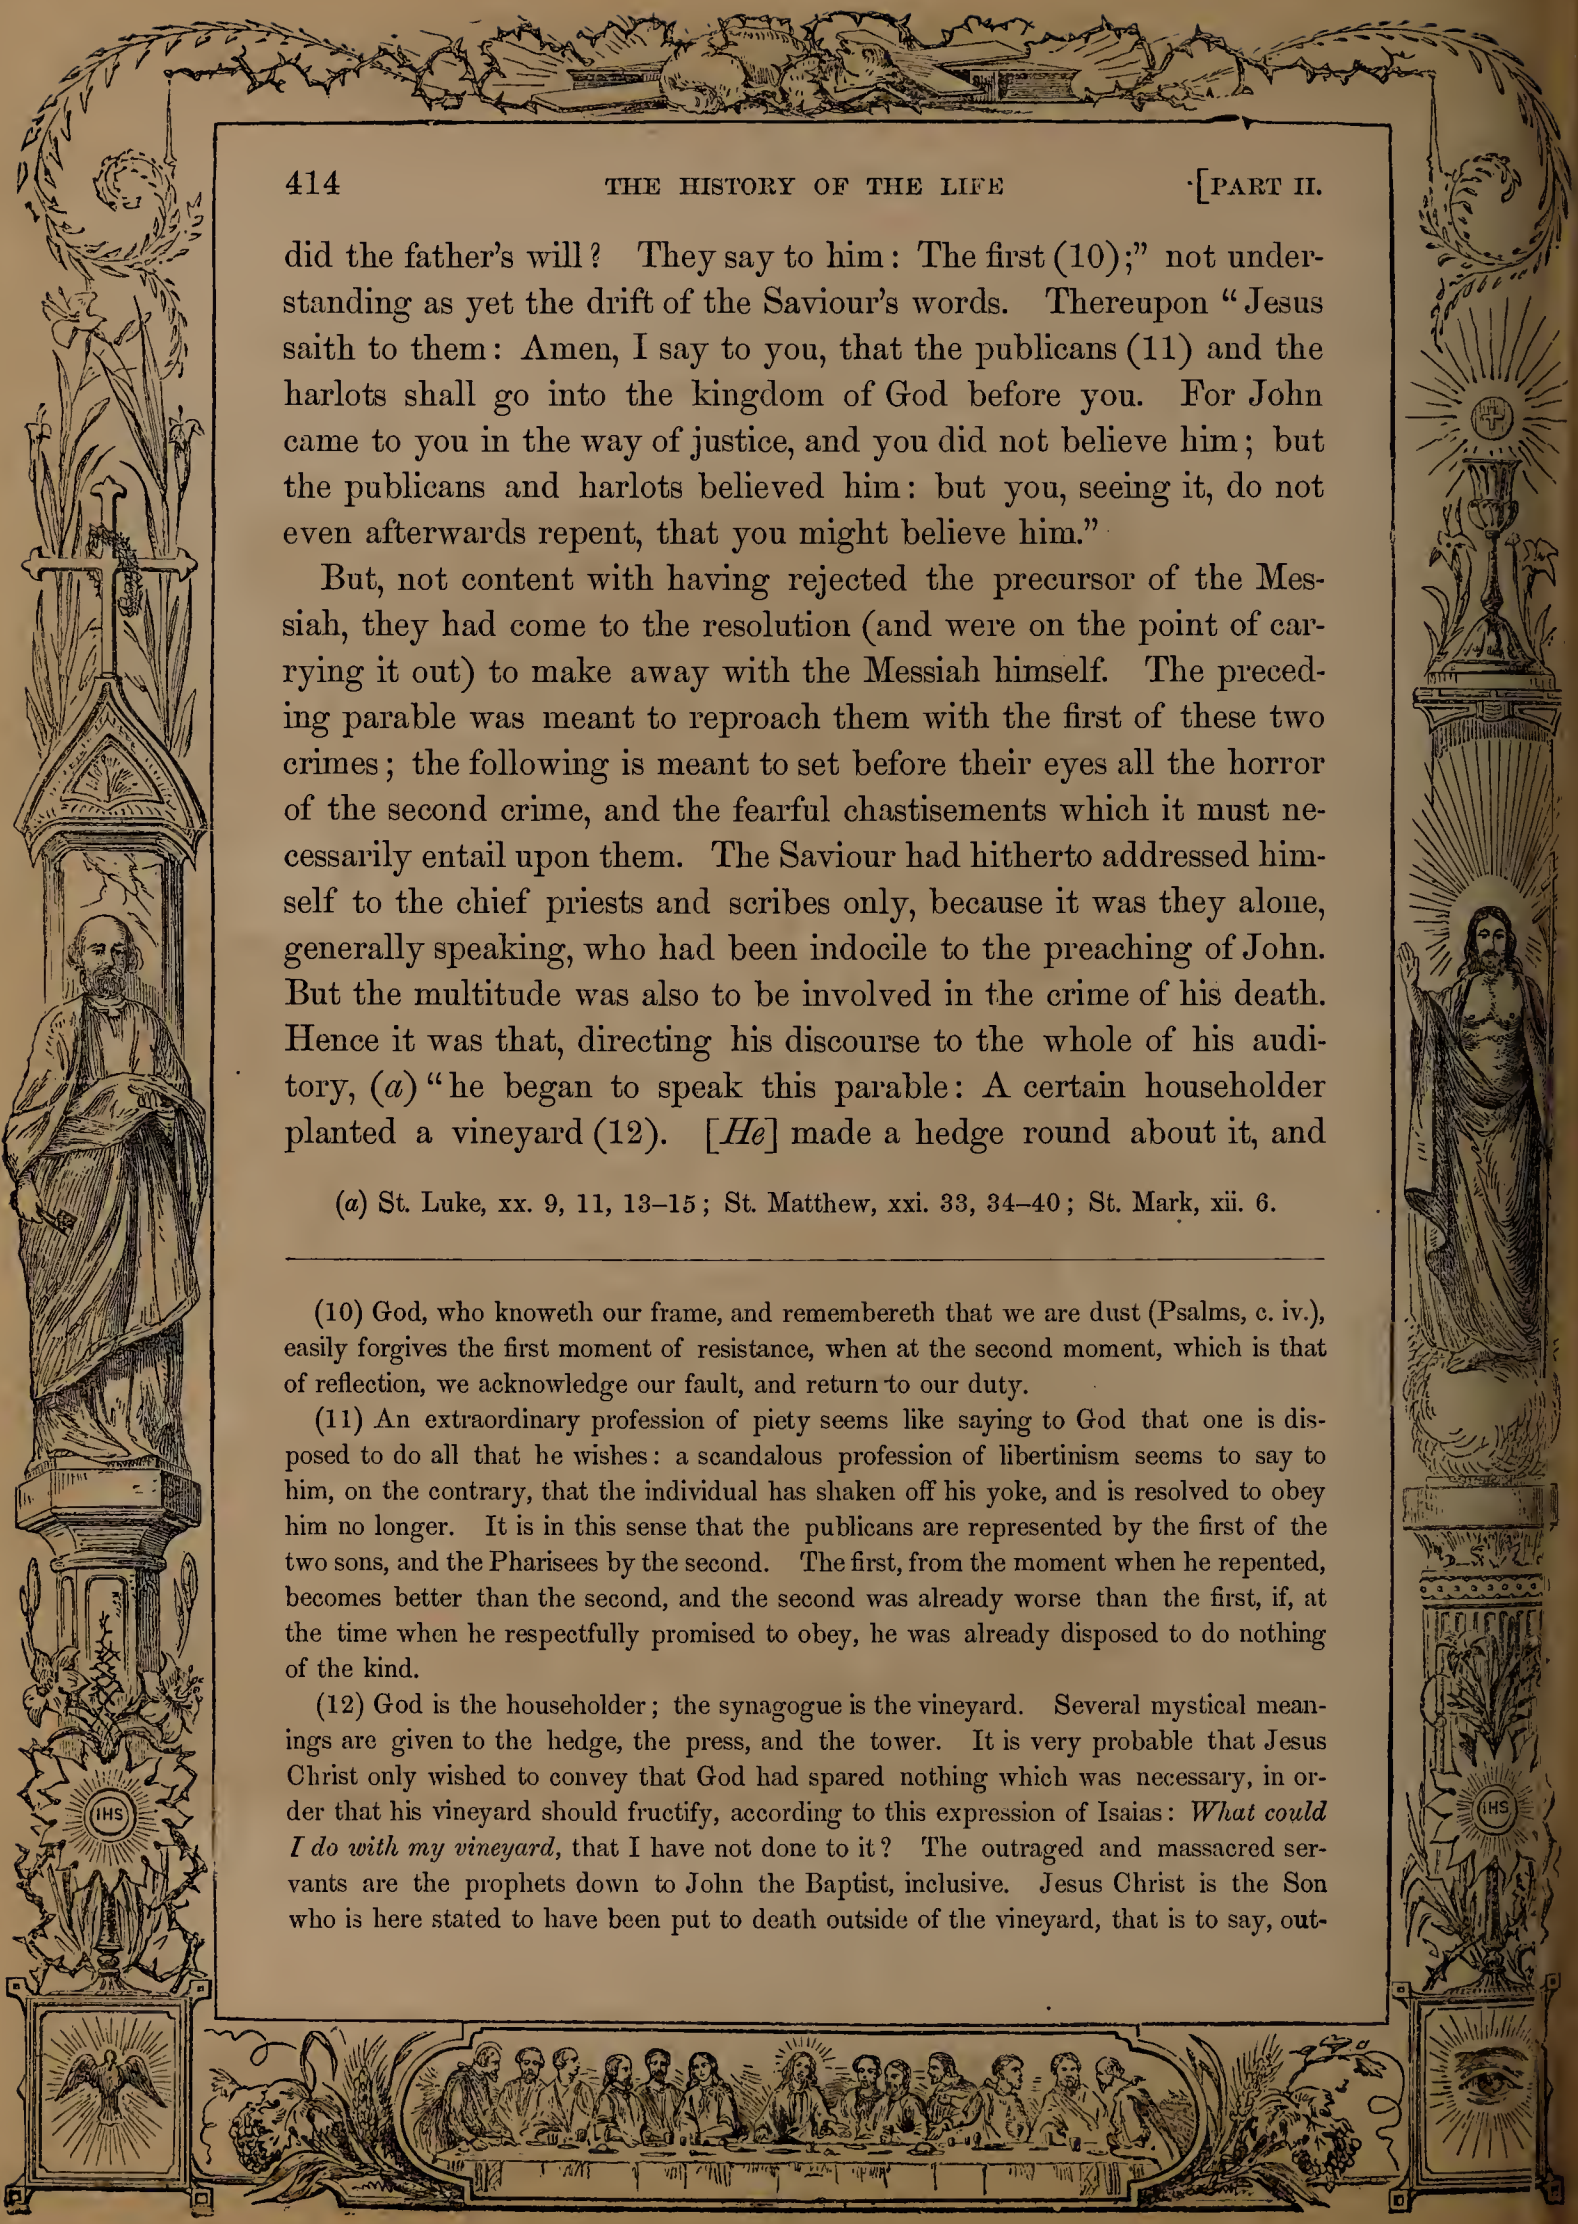 414 THE HISTORY OF THE LIFE [PART II.
did the father's will? They say to him: The first (10);" not under-
standing as yet the drift of the Saviour's words. Thereupon "Jesus
saith to them: Amen, I say to you, that the publicans (11) and the
harlots shall go into the kingdom of God before you. For John
came to you in the way of justice, and you did not believe him; but
the publicans and harlots believed him: but you, seeing it, do not
even afterwards repent, that you might believe him."
But, not content with having rejected the precursor of the Mes-
siah, they had come to the resolution (and were on the point of car-
rying it out) to make away with the Messiah himself. The preced-
ing parable was meant to reproach them with the first of these two
crimes; the following is meant to set before their eyes all the horror
of the second crime, and the fearful chastisements which it must ne-
cessarily entail upon them. The Saviour had hitherto addressed him-
self to the chief priests and scribes only, because it was they alone,
generally speaking, who had been indocile to the preaching of John.
But the multitude was also to be involved in the crime of his death.
Hence it was that, directing his discourse to the whole of his audi-
tory, (a) "he began to speak this parable: A certain householder
planted a vineyard (12). [He] made a hedge round about it, and
(a) St. Luke, xx. 9, 11, 13–15; St. Matthew, xxi. 33, 34–40; St. Mark, xii. 6.
(10) God, who knoweth our frame, and remembereth that we are dust (Psalms, c. iv.),
easily forgives the first moment of resistance, when at the second moment, which is that
of reflection, we acknowledge our fault, and return to our duty.
(11) An extraordinary profession of piety seems like saying to God that one is dis-
posed to do all that he wishes: a scandalous profession of libertinism seems to say to
him, on the contrary, that the individual has shaken off his yoke, and is resolved to obey
him no longer. It is in this sense that the publicans are represented by the first of the
two sons, and the Pharisees by the second. The first, from the moment when he repented,
becomes better than the second, and the second was already worse than the first, if, at
the time when he respectfully promised to obey, he was already disposed to do nothing
of the kind.
(12) God is the householder; the synagogue is the vineyard. Several mystical mean-
ings are given to the hedge, the press, and the tower. It is very probable that Jesus
Christ only wished to convey that God had spared nothing which was necessary, in or-
der that his vineyard should fructify, according to this expression of Isaias: What could
I do with my vineyard, that I have not done to it? The outraged and massacred ser-
vants are the prophets down to John the Baptist, inclusive. Jesus Christ is the Son
who is here stated to have been put to death outside of the vineyard, that is to say, out-
IHS
IHS